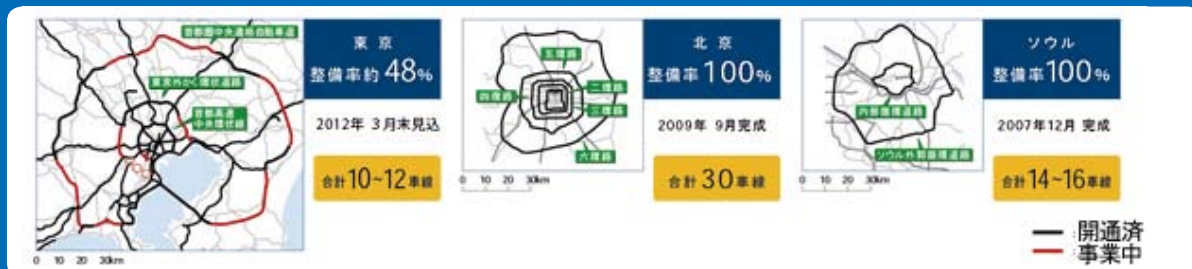 首都圏中央連絡自動車道
東京外かく環状道路
首都高速
中央環状線
0 10 20 30km
東京
整備率約48%
2012年 3月末見込
合計10~12車線
五環路
四環路
二環路
三環路
六環路
0 10 20 30km
北京
整備率100%
2009年 9月完成
合計30車線
内部循環道路
ソウル外郭循環道路
0 10 20 30km
ソウル
整備率100%
2007年12月 完成
合計14~16車線
開通済
事業中